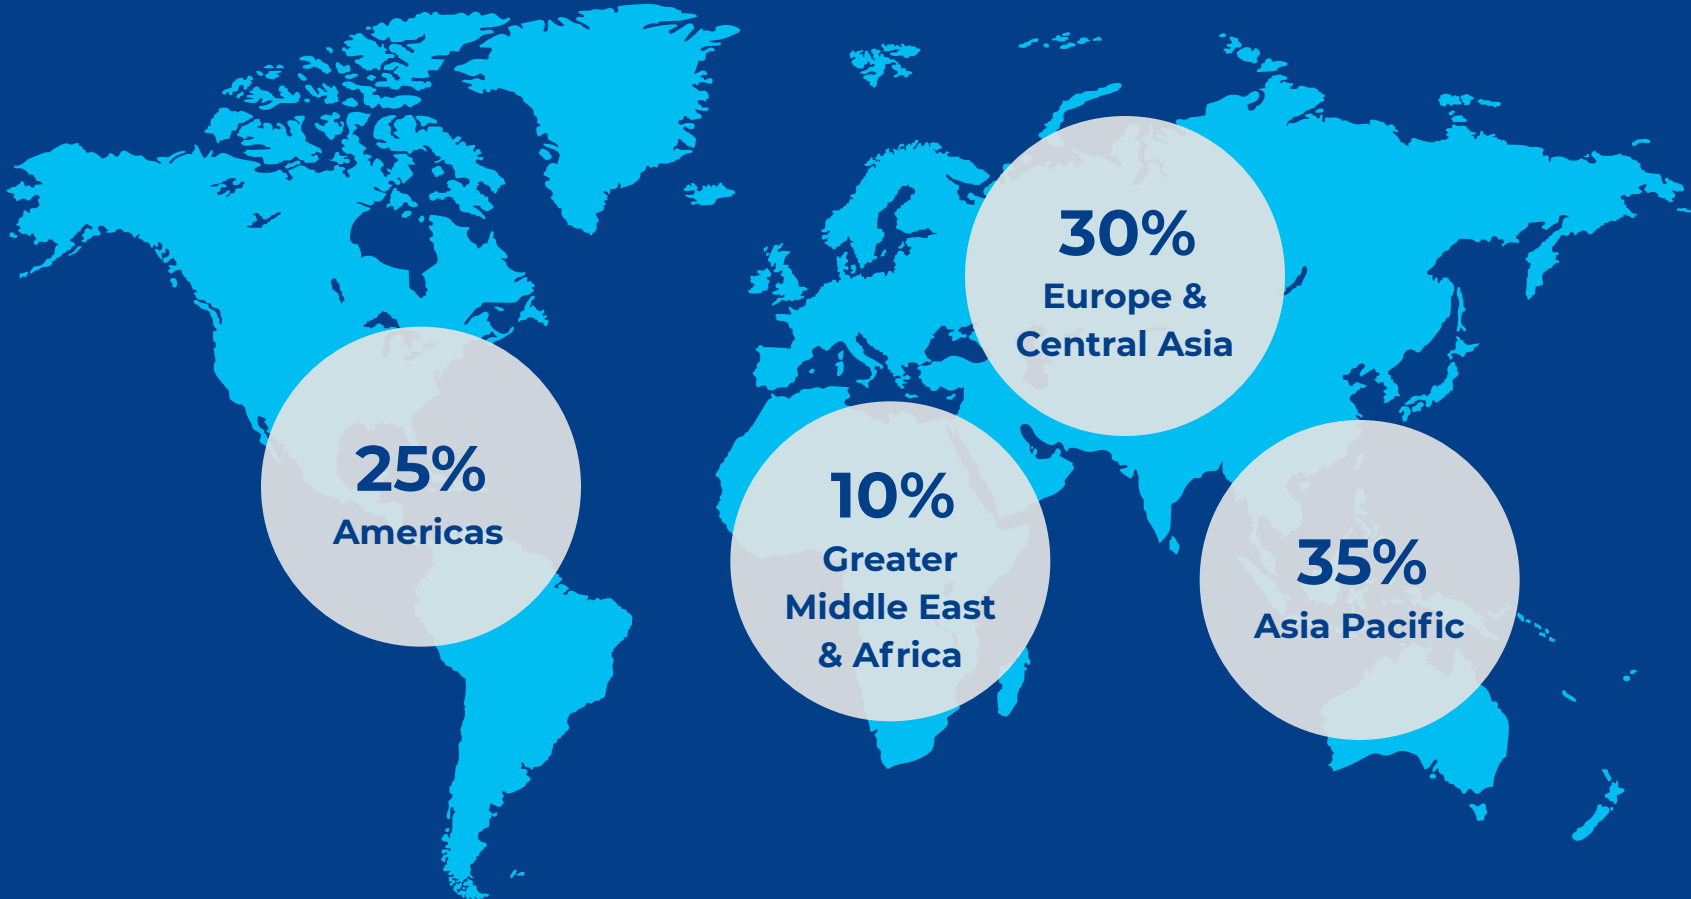 30%
Europe &
Central Asia
25%
Americas
10%
Greater
Middle East
& Africa
35%
Asia Pacific